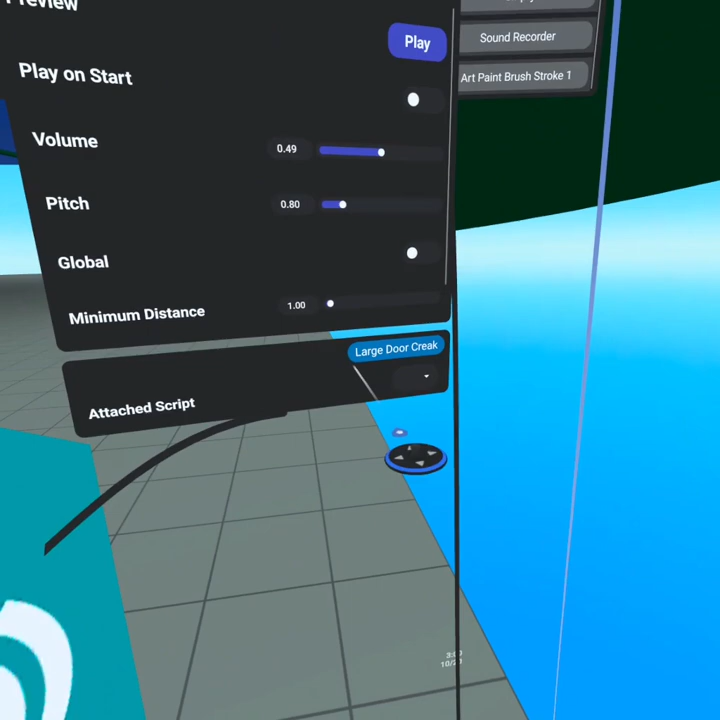 Preview
Play
Sound Recorder
Play on Start
Art Paint Brush Stroke 1
Volume
0.49
Pitch
0.80
Global
Minimum Distance
1.00
Large Door Creak
Attached Script